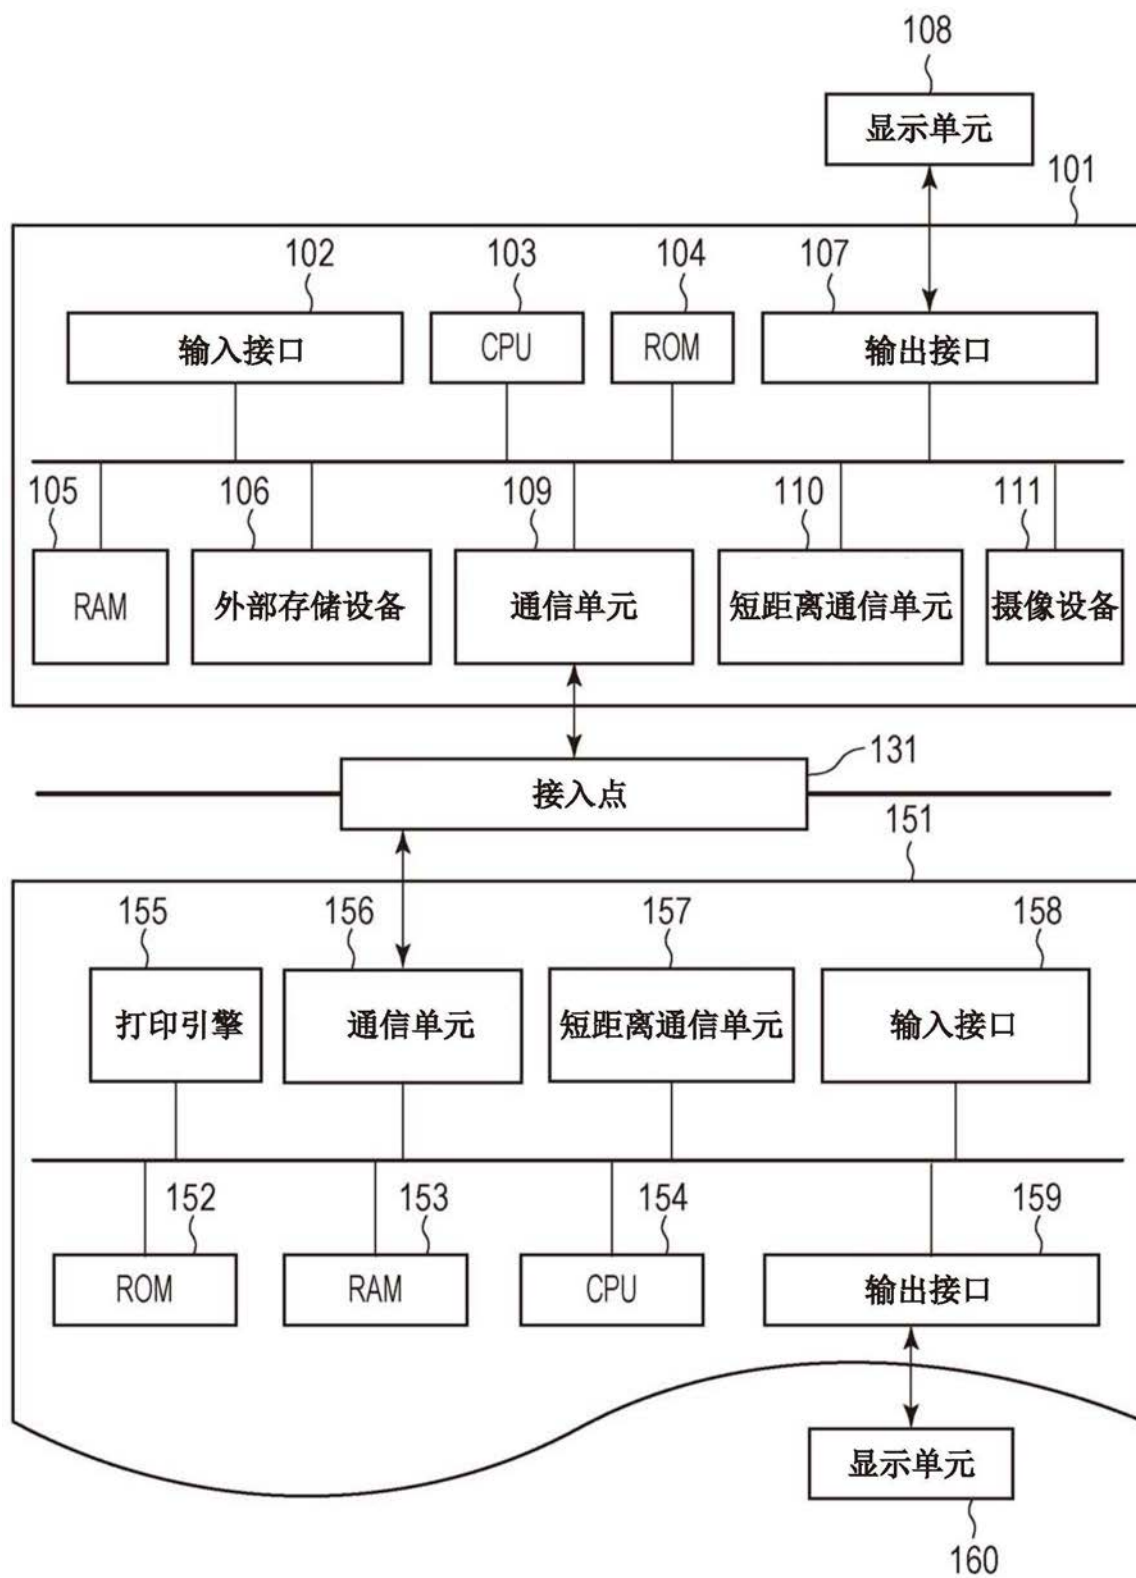 108
显示单元
101
102
103
104
107
输入接口
CPU
ROM
输出接口
105
106
109
110
111
RAM
外部存储设备
通信单元
短距离通信单元
摄像设备
131
接入点
151
155
156
157
158
打印引擎
通信单元
短距离通信单元
输入接口
152
153
154
159
ROM
RAM
CPU
输出接口
显示单元
160